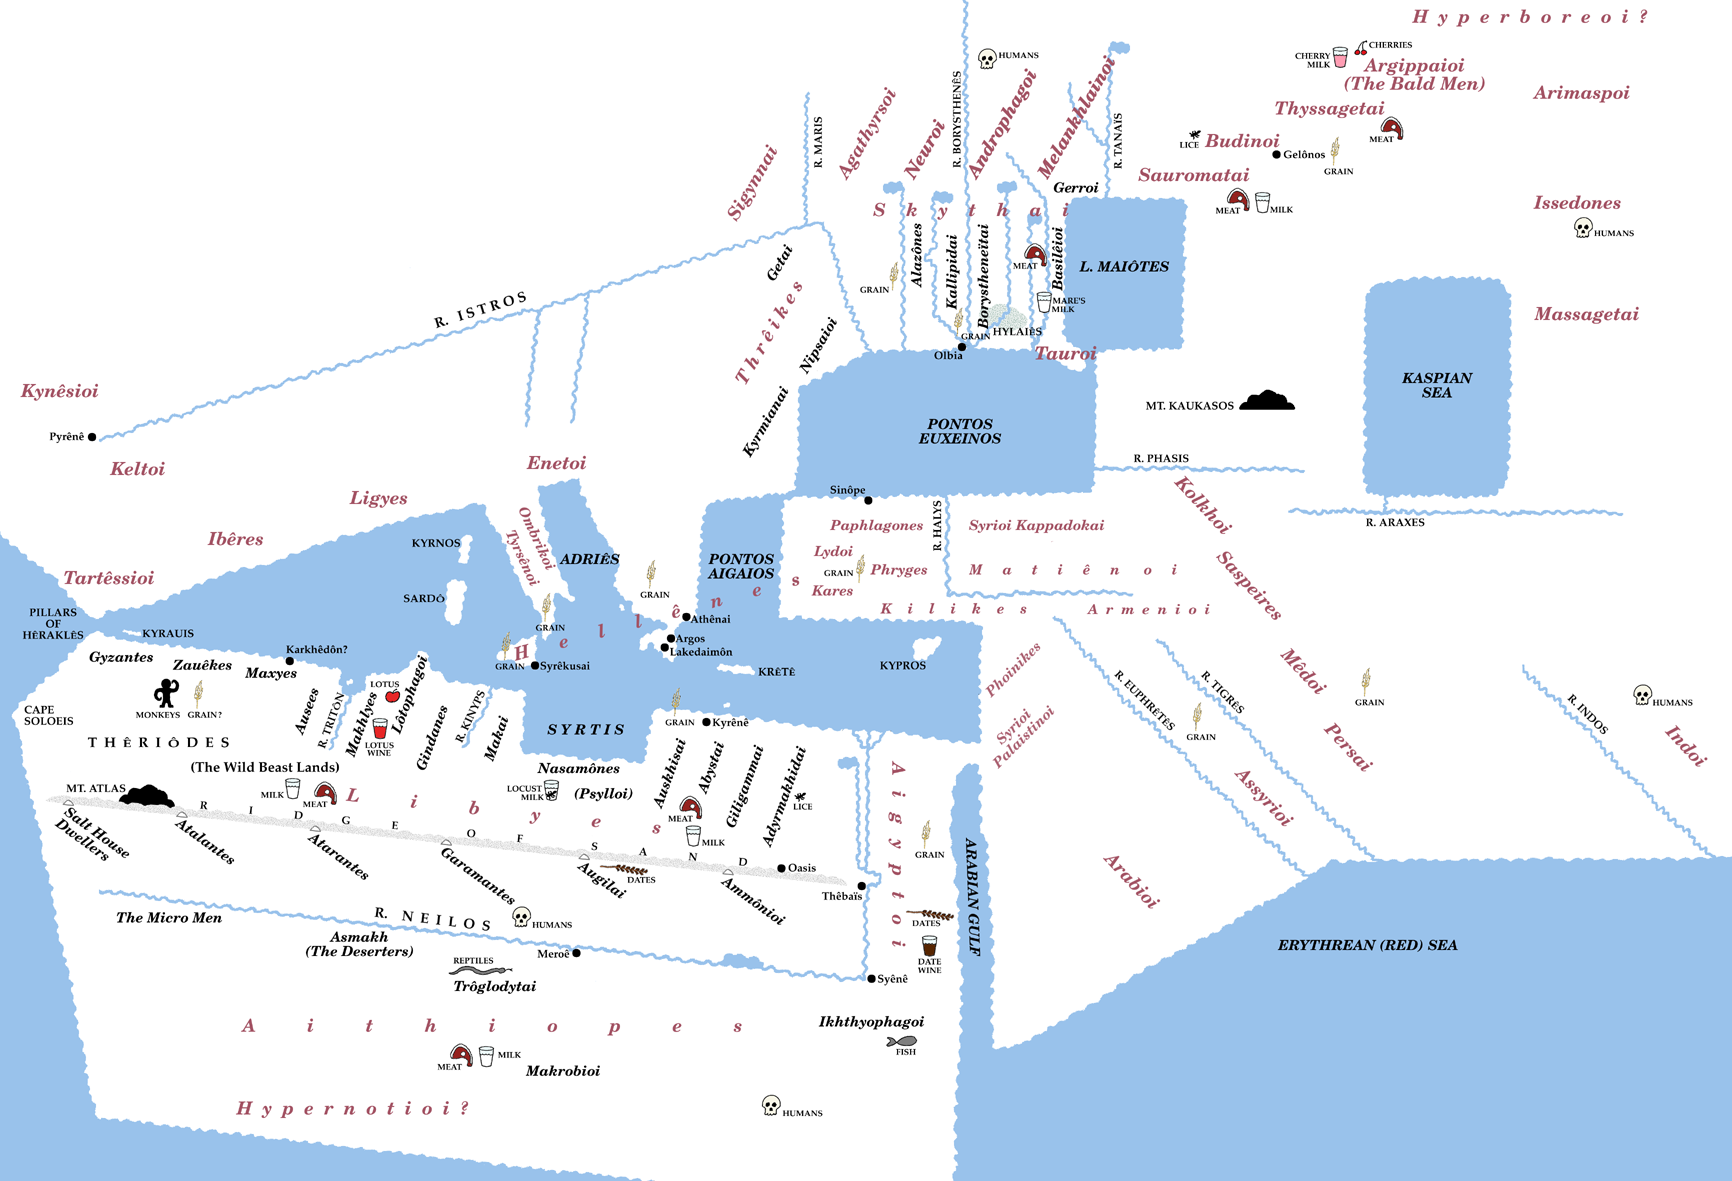 Hyperboreoi?
CHERRIES
CHERRY
MILK
Argippaioi
(The Bald Men)
HUMANS
Arimaspoi
Thyssagetai
MEAT
LICE
Budinoi
Gelônos
GRAIN
Sauromatai
MEAT
MILK
Issedones
HUMANS
Massagetai
R. MARIS
Sigynnai
Agathyrsoi
Neuroi
R. BORYSTHENÊS
Androphagoi
Melankhlainoi
R. TANAÏS
Gerroi
Skythai
Alazônes
Kallipidai
Borystheneïtai
Basilêioi
GRAIN
MEAT
MARE'S
MILK
GRAIN
HYLAIÊS
Olbia
Tauroi
L. MAIÔTES
Getai
Thrêikes
Nipsaioi
Kyrmianai
R. ISTROS
Kynêsioi
Pyrênê
Keltoi
PONTOS
EUXEINOS
MT. KAUKASOS
KASPIAN
SEA
R. PHASIS
R. ARAXES
Enetoi
Ligyes
Ibêres
Tartêssioi
KYRNOS
SARDÔ
Ombrikoi
Tyrsênoi
ADRIÊS
PONTOS
AIGAIOS
Sinôpe
Paphlagones
R. HALYS
Syrioi Kappadokai
Kolkhoi
Lydoi
GRAIN
Phryges
Matiênoi
Saspeires
Kares
Kilikes
Armenioi
GRAIN
GRAIN
GRAIN
Hellênes
Athênai
Argos
Lakedaimôn
Syrêkusai
KRÊTÊ
KYPROS
PILLARS
OF
HÊRAKLÊS
KYRAUIS
Gyzantes
Zauêkes
Maxyes
Karkhêdôn?
MONKEYS
GRAIN?
CAPE
SOLOEIS
Ausees
R. TRITÔN
Makhlyes
LOTUS
LOTUS
WINE
Lôtophagoi
Gindanes
R. KINYPS
Makai
SYRTIS
GRAIN
Kyrênê
Phoinikes
Syrioi
Palaistinoi
R. EUPHRÊTÊS
R. TIGRÊS
GRAIN
Mêdoi
GRAIN
Persai
Assyrioi
R. INDOS
HUMANS
Indoi
THÊRIÔDES
(The Wild Beast Lands)
MT. ATLAS
MILK
MEAT
Libyes
Nasamônes
LOCUST
MILK
(Psylloi)
Auskhisai
Abystai
Giligammai
Adyrmakhidai
MEAT
MILK
LICE
RIDGE OF SAND
Salt House
Dwellers
Atalantes
Atarantes
Garamantes
Augilai
DATES
Ammônioi
Oasis
Thêbaïs
Aigyptoi
GRAIN
DATES
DATE
WINE
ARABIAN GULF
Arabioi
ERYTHREAN (RED) SEA
The Micro Men
R. NEILOS
HUMANS
Asmakh
(The Deserters)
Meroê
REPTILES
Trôglodytai
Syênê
Aithiopes
Ikhthyophagoi
FISH
MEAT
MILK
Makrobioi
Hypernotioi?
HUMANS